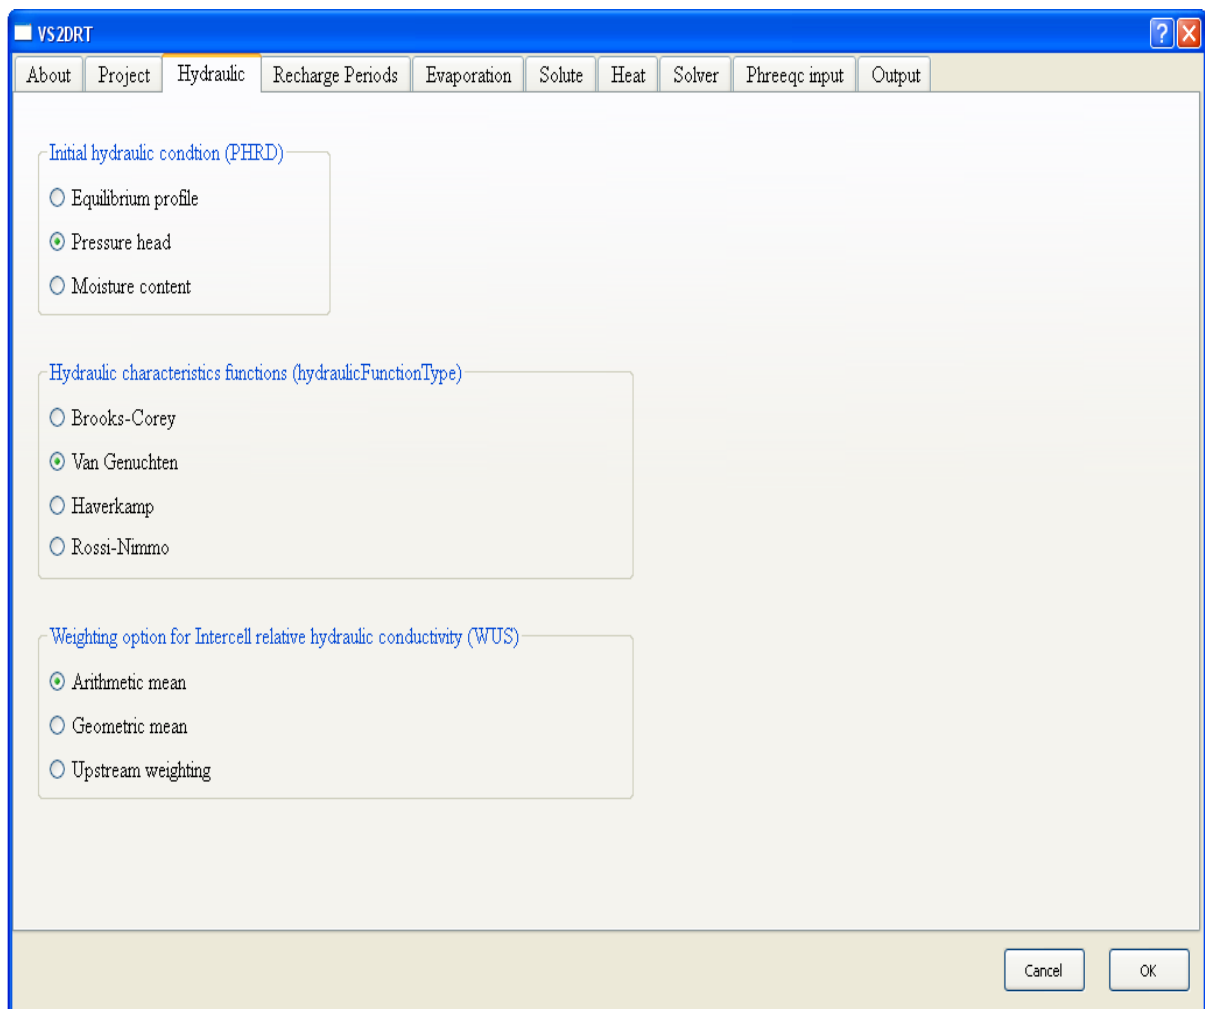 VS2DRT
About Project Hydraulic Recharge Periods Evaporation Solute Heat Solver Phreeqc input Output
Initial hydraulic condtion (PHRD)
Equilibrium profile
Pressure head
Moisture content
Hydraulic characteristics functions (hydraulicFunctionType)
Brooks-Corey
Van Genuchten
Haverkamp
Rossi-Nimmo
Weighting option for Intercell relative hydraulic conductivity (WUS)
Arithmetic mean
Geometric mean
Upstream weighting
Cancel OK